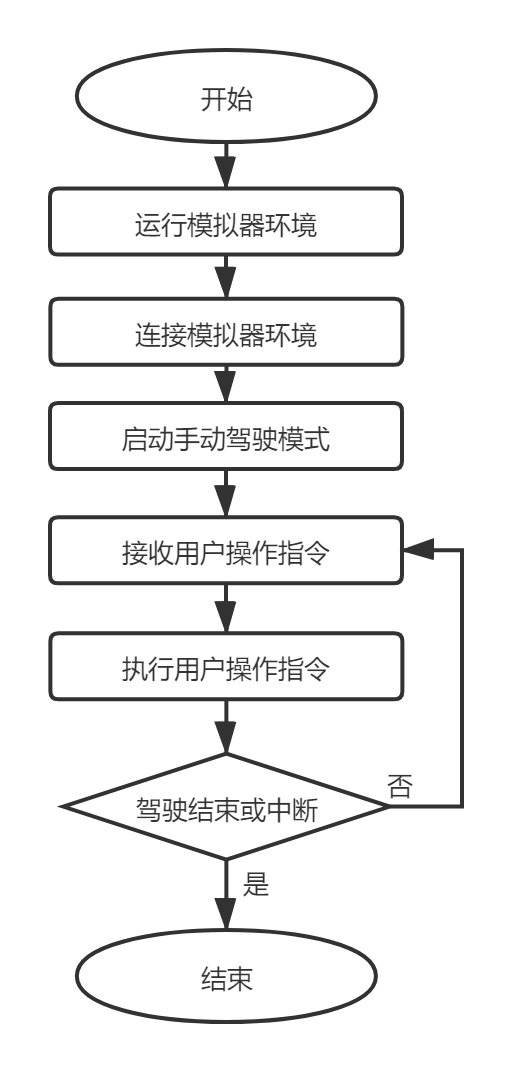 开始
运行模拟器环境
连接模拟器环境
启动手动驾驶模式
接收用户操作指令
执行用户操作指令
驾驶结束或中断
否
是
结束